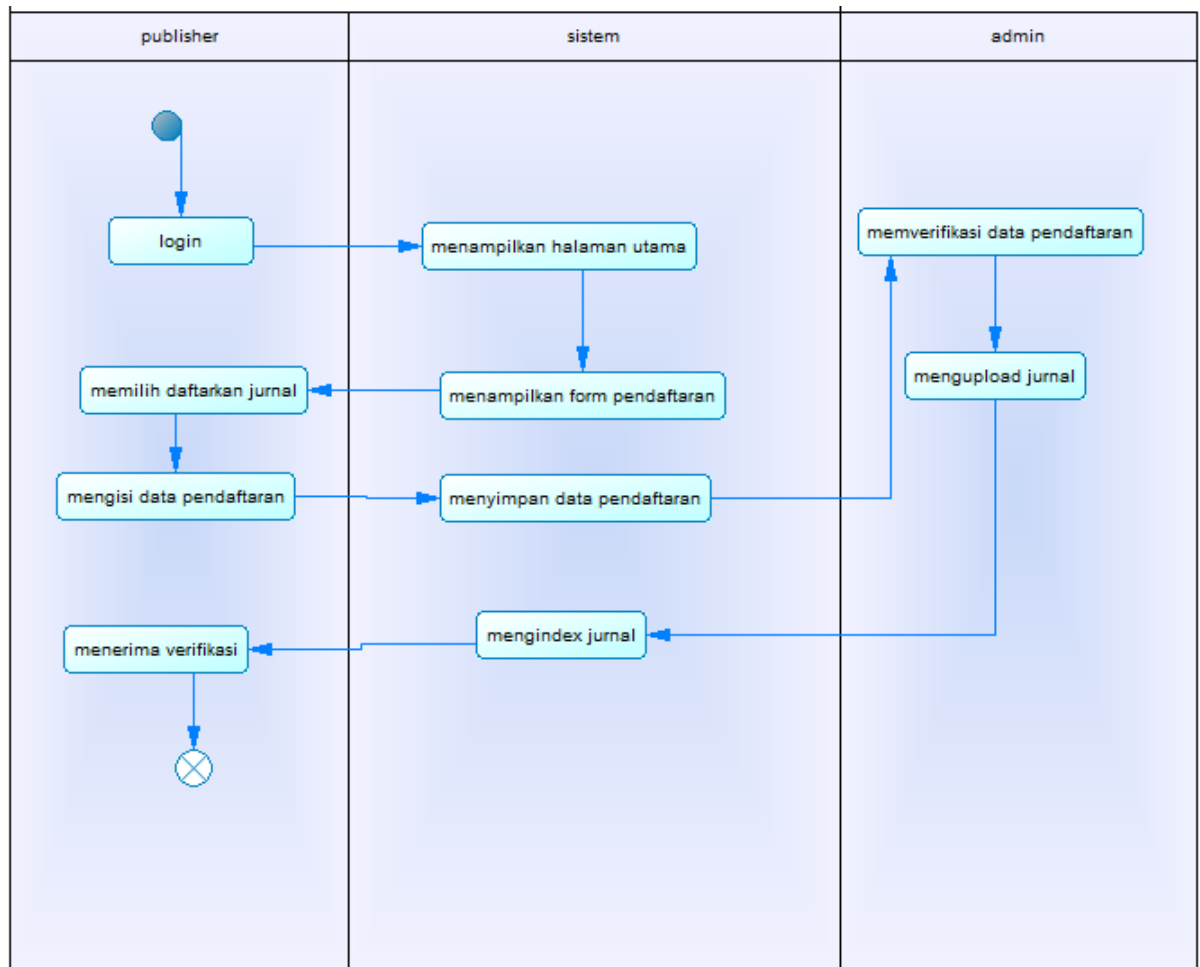 publisher
sistem
admin
login
menampilkan halaman utama
memverifikasi data pendaftaran
memilih daftarkan jurnal
menampilkan form pendaftaran
mengupload jurnal
mengisi data pendaftaran
menyimpan data pendaftaran
menerima verifikasi
mengindex jurnal